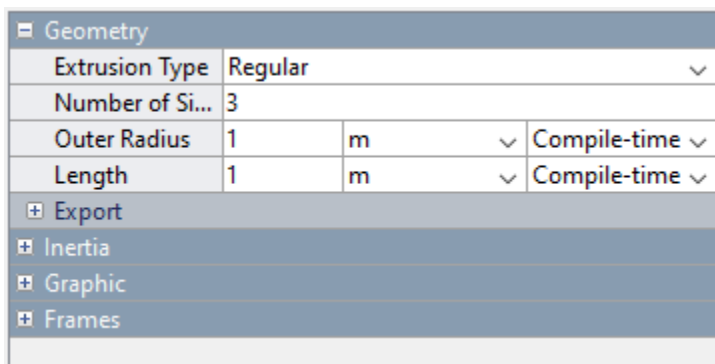 Geometry
Extrusion Type Regular
Number of Si... 3
Outer Radius 1 m Compile-time
Length 1 m Compile-time
Export
Inertia
Graphic
Frames